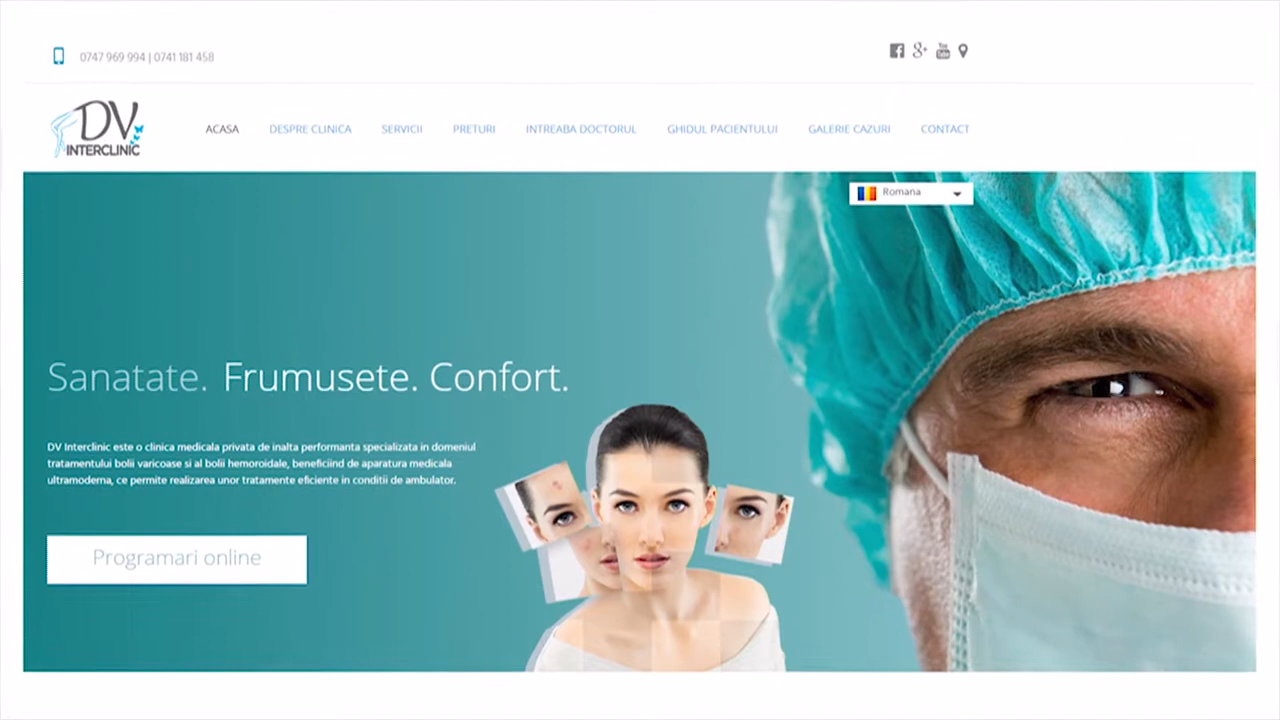 0747 969 994 | 0741 181 458
You
Tube
DV
INTERCLINIC
ACASA DESPRE CLINICA SERVICII PRETURI INTREABA DOCTORUL GHIDUL PACIENTULUI GALERIE CAZURI CONTACT
Romana
Sanatate. Frumusete. Confort.
DV Interclinic este o clinica medicala privata de inalta performanta specializata in domeniul
tratamentului bolii varicoase si al bolii hemoroidale, beneficiind de aparatura medicala
ultramoderna, ce permite realizarea unor tratamente eficiente in conditii de ambulator.
Programari online